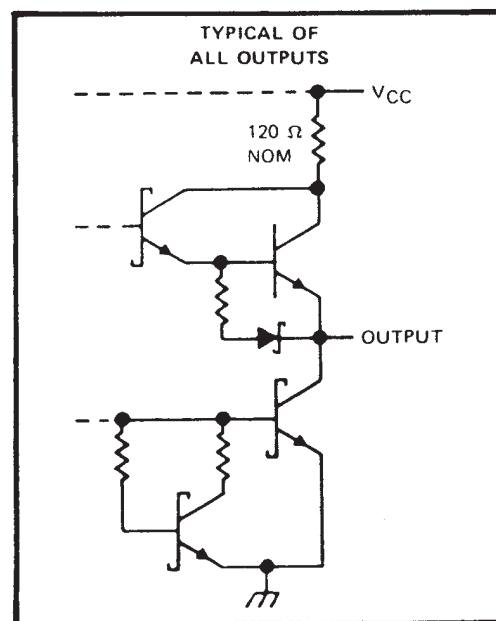 TYPICAL OF
ALL OUTPUTS
VCC
120 Ω
NOM
OUTPUT